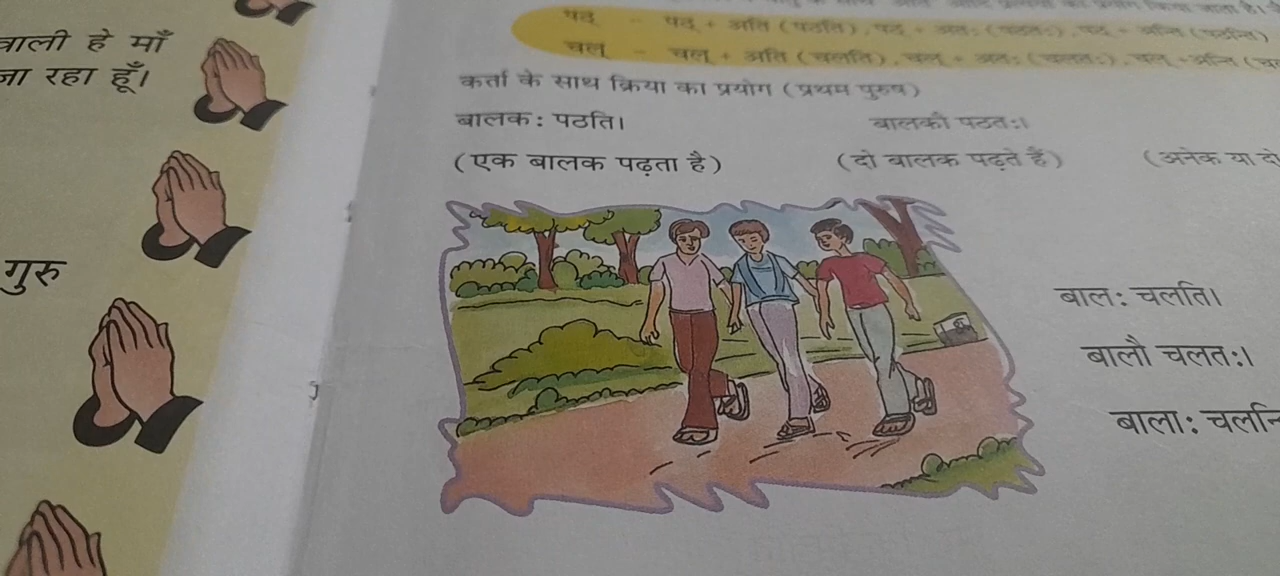 वाली हे माँ
जा रहा हूँ।
गुरु
पठ् - पठ् + अति (पठति), पठ् + अतः (पठतः), पठ् + अन्ति (पठन्ति)
चल् - चल् + अति (चलति), चल् + अतः (चलतः), चल् + अन्ति
कर्ता के साथ क्रिया का प्रयोग (प्रथम पुरुष)
बालकः पठति। बालकौ पठतः।
(एक बालक पढ़ता है) (दो बालक पढ़ते हैं) (अनेक या दो
बालः चलति।
बालौ चलतः।
बालाः